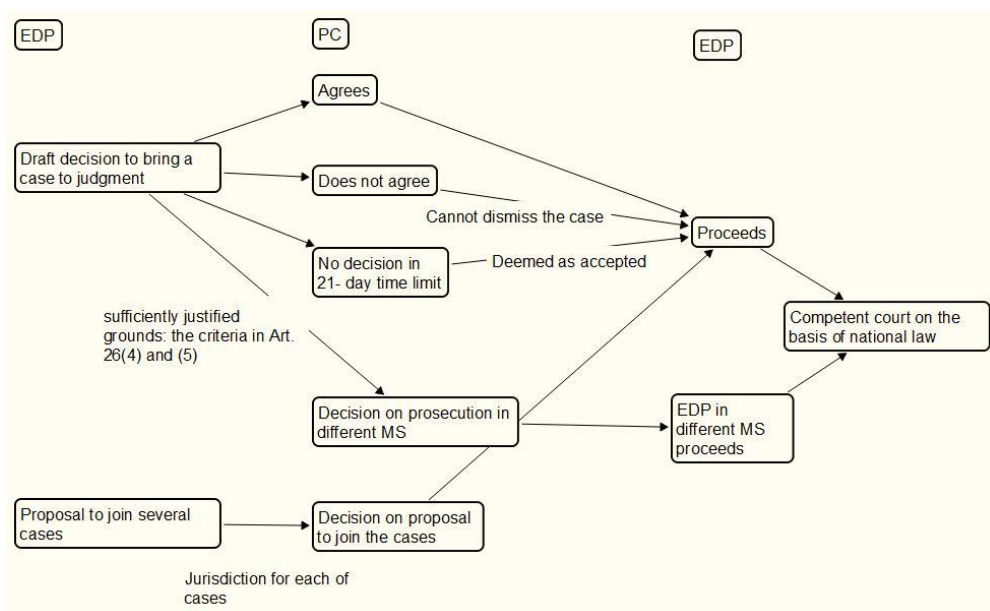 EDP
PC
EDP
Agrees
Draft decision to bring a
case to judgment
Does not agree
Cannot dismiss the case
Proceeds
No decision in
21- day time limit
Deemed as accepted
sufficiently justified
grounds: the criteria in Art.
26(4) and (5)
Competent court on the
basis of national law
Decision on prosecution in
different MS
EDP in
different MS
proceeds
Proposal to join several
cases
Decision on proposal
to join the cases
Jurisdiction for each of
cases